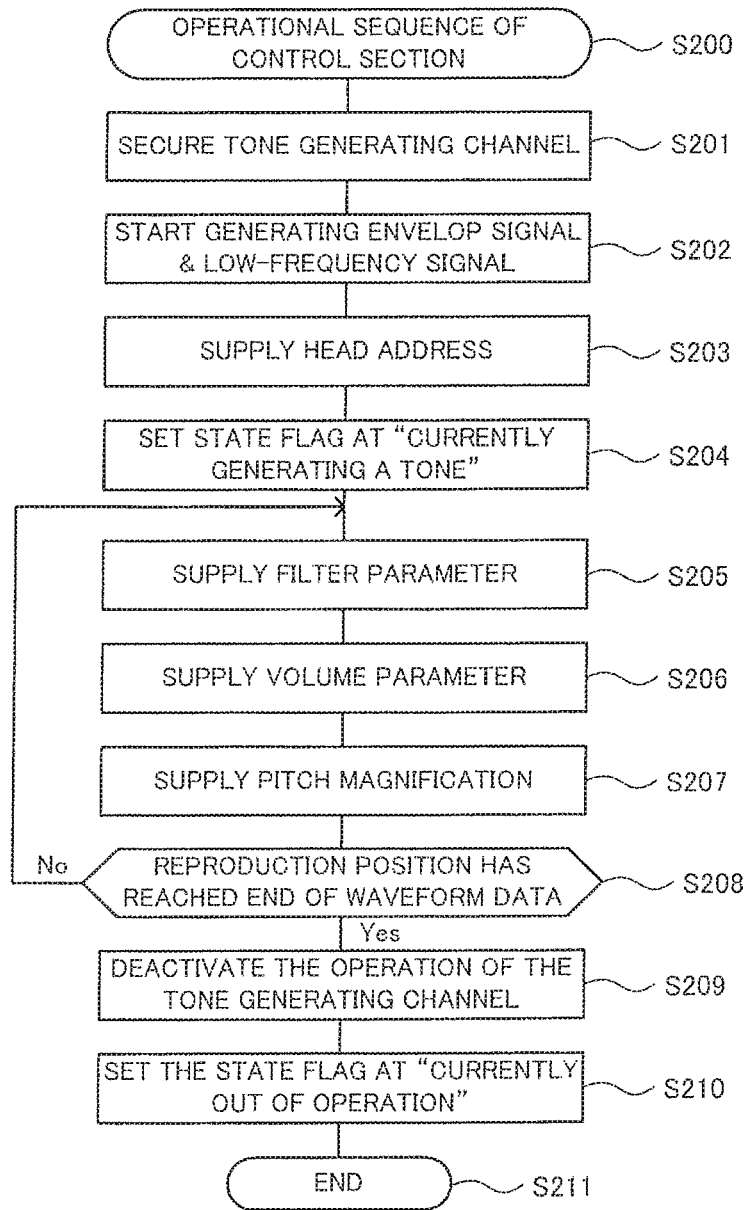 OPERATIONAL SEQUENCE OF
CONTROL SECTION
S200
SECURE TONE GENERATING CHANNEL
S201
START GENERATING ENVELOP SIGNAL
& LOW-FREQUENCY SIGNAL
S202
SUPPLY HEAD ADDRESS
S203
SET STATE FLAG AT “CURRENTLY
GENERATING A TONE”
S204
SUPPLY FILTER PARAMETER
S205
SUPPLY VOLUME PARAMETER
S206
SUPPLY PITCH MAGNIFICATION
S207
No
REPRODUCTION POSITION HAS
REACHED END OF WAVEFORM DATA
S208
Yes
DEACTIVATE THE OPERATION OF THE
TONE GENERATING CHANNEL
S209
SET THE STATE FLAG AT “CURRENTLY
OUT OF OPERATION”
S210
END
S211